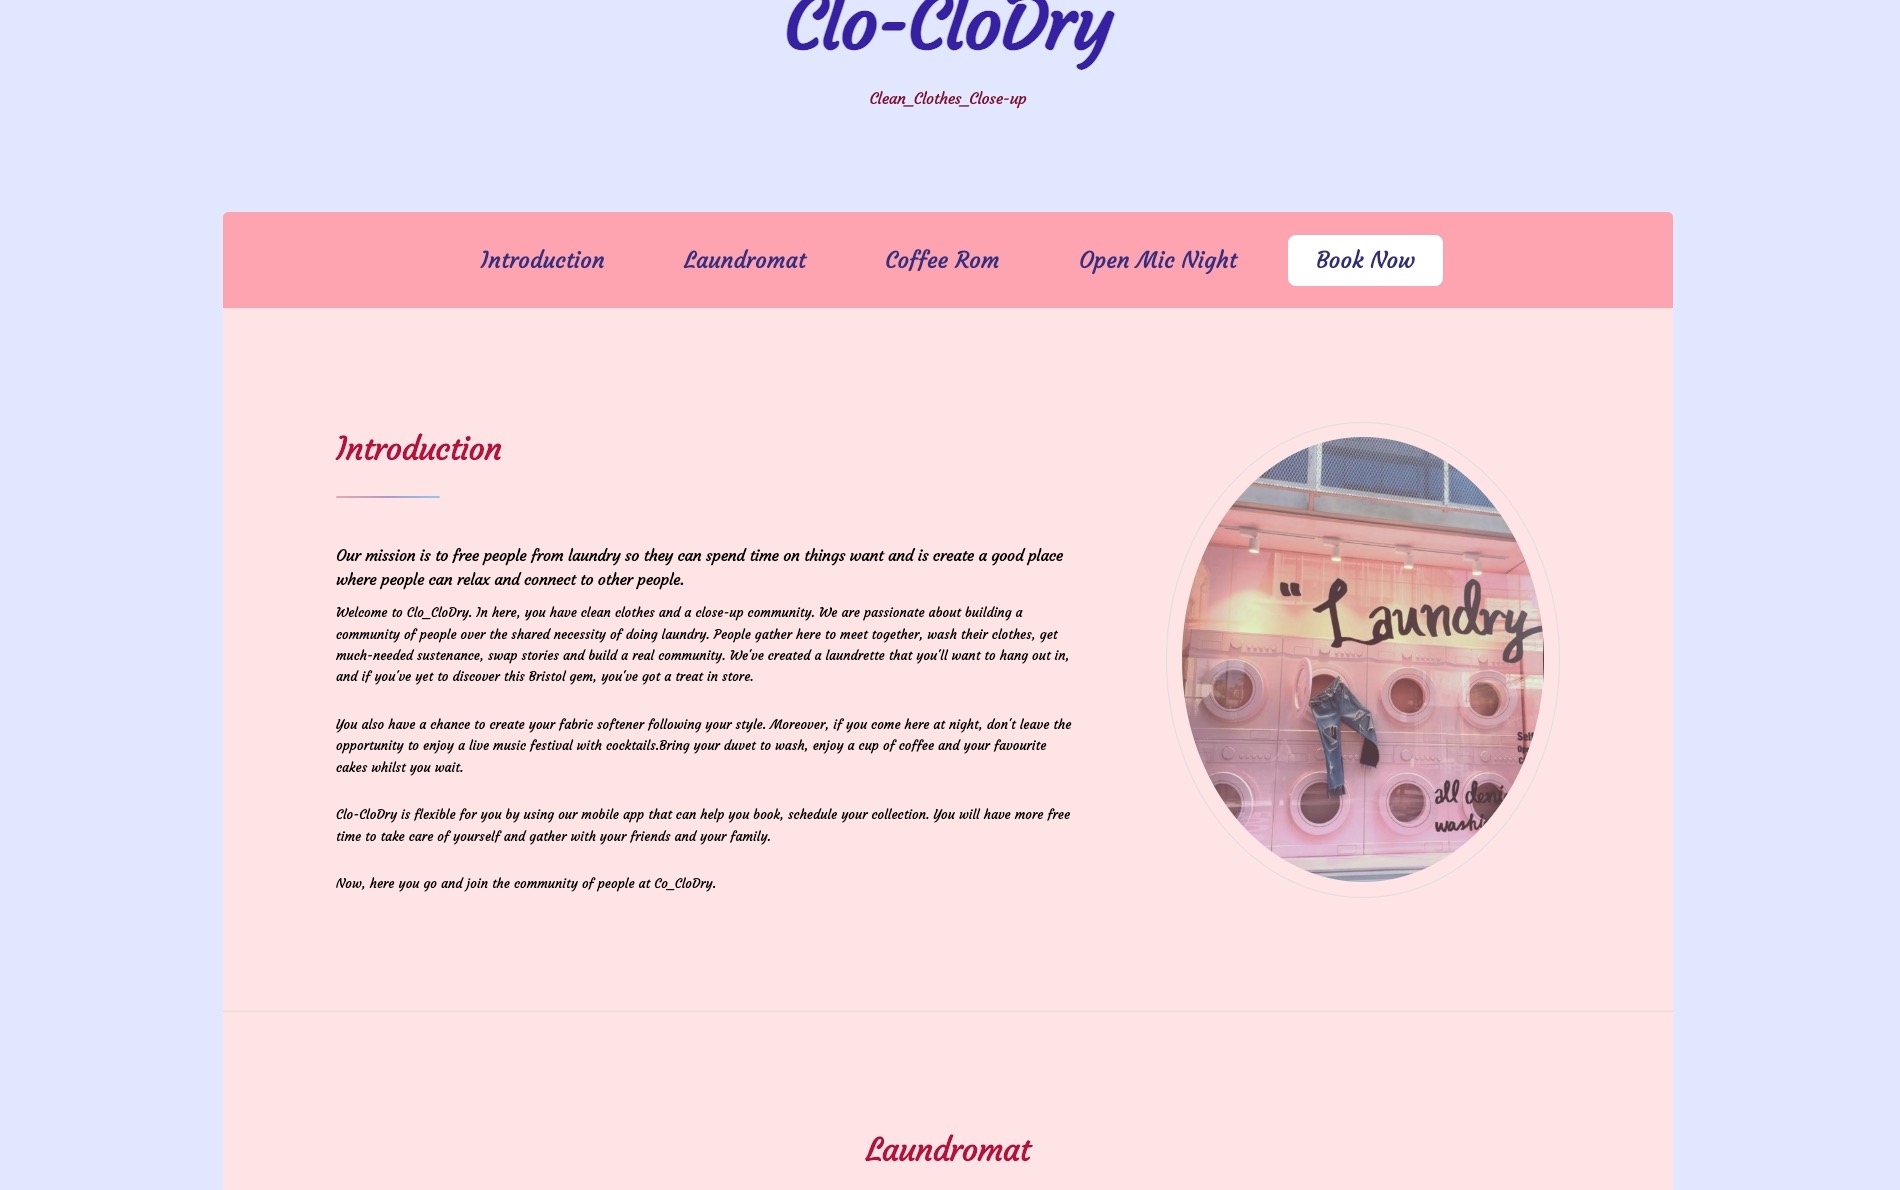 Clo-CloDry
Clean_Clothes_Close-up
Introduction
Laundromat
Coffee Rom
Open Mic Night
Book Now
Introduction
Our mission is to free people from laundry so they can spend time on things want and is create a good place
where people can relax and connect to other people.
Welcome to Clo_CloDry. In here, you have clean clothes and a close-up community. We are passionate about building a
community of people over the shared necessity of doing laundry. People gather here to meet together, wash their clothes, get
much-needed sustenance, swap stories and build a real community. We've created a laundrette that you'll want to hang out in,
and if you've yet to discover this Bristol gem, you've got a treat in store.
You also have a chance to create your fabric softener following your style. Moreover, if you come here at night, don't leave the
opportunity to enjoy a live music festival with cocktails.Bring your duvet to wash, enjoy a cup of coffee and your favourite
cakes whilst you wait.
Clo-CloDry is flexible for you by using our mobile app that can help you book, schedule your collection. You will have more free
time to take care of yourself and gather with your friends and your family.
Now, here you go and join the community of people at Co_CloDry.
" Laundry
Self
all
Laundromat